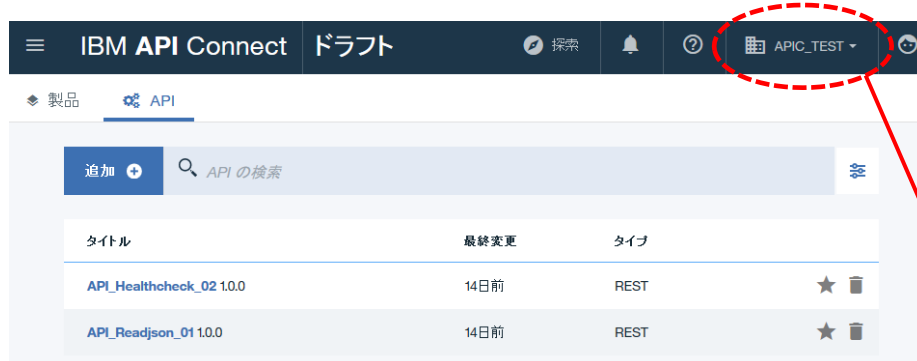 IBM API Connect ドラフト 探索 APIC_TEST
製品 API
追加 API の検索
タイトル 最終変更 タイプ
API_Healthcheck_02 1.0.0 14日前 REST
API_Readjson_01 1.0.0 14日前 REST